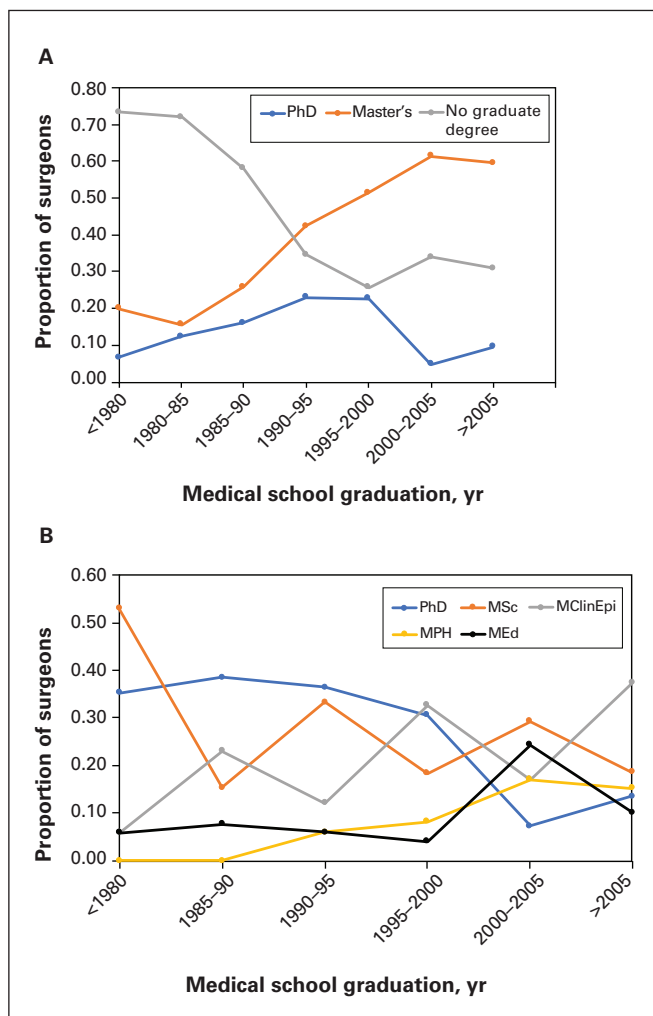 A
0.80
0.70
0.60
0.50
0.40
0.30
0.20
0.10
0.00
Proportion of surgeons
PhD Master's No graduate
degree
<1980
1980–85
1985–90
1990–95
1995–2000
2000–2005
>2005
Medical school graduation, yr
B
0.60
0.50
0.40
0.30
0.20
0.10
0.00
Proportion of surgeons
PhD MSc MClinEpi
MPH MEd
<1980
1985–90
1990–95
1995–2000
2000–2005
>2005
Medical school graduation, yr